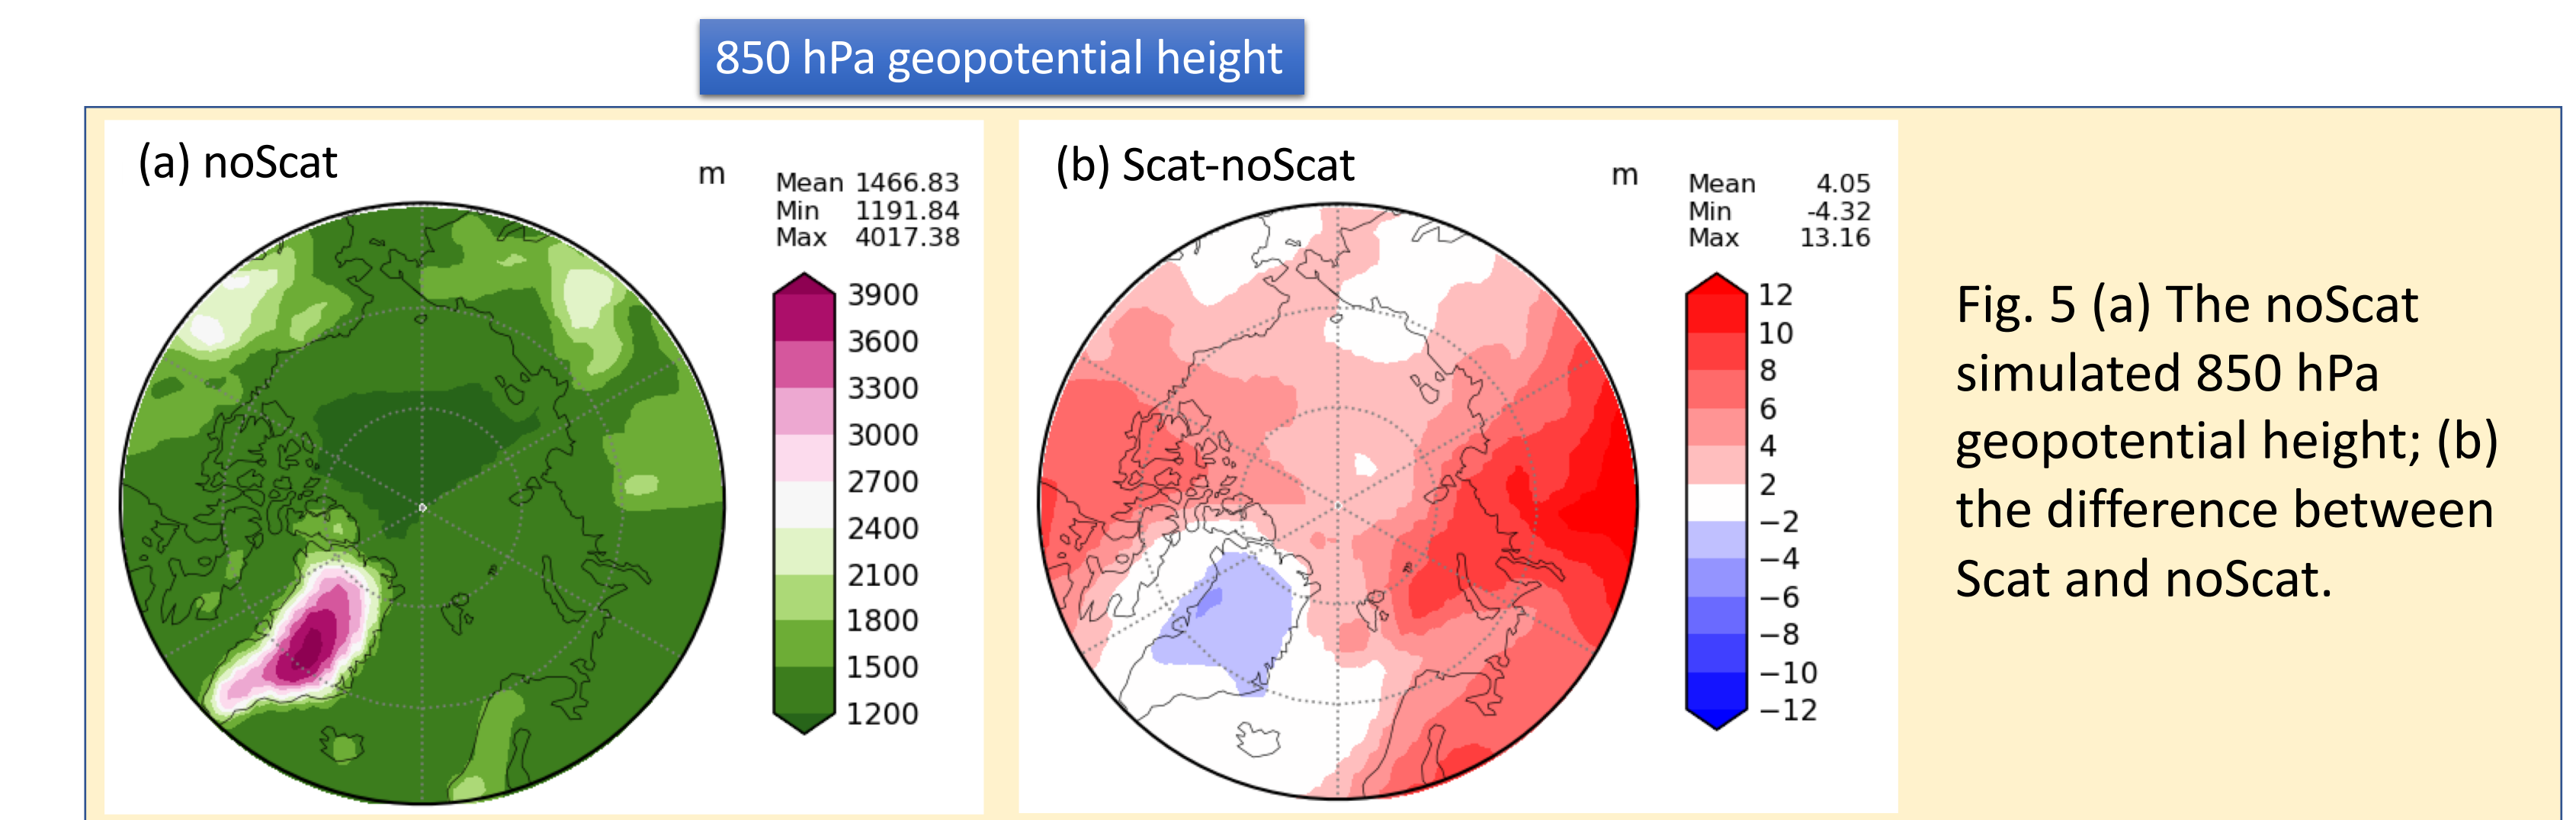 850 hPa geopotential height
(a) noScat
m
Mean 1466.83
Min 1191.84
Max 4017.38
3900
3600
3300
3000
2700
2400
2100
1800
1500
1200
(b) Scat-noScat
m
Mean 4.05
Min -4.32
Max 13.16
12
10
8
6
4
2
−2
−4
−6
−8
−10
−12
Fig. 5 (a) The noScat
simulated 850 hPa
geopotential height; (b)
the difference between
Scat and noScat.